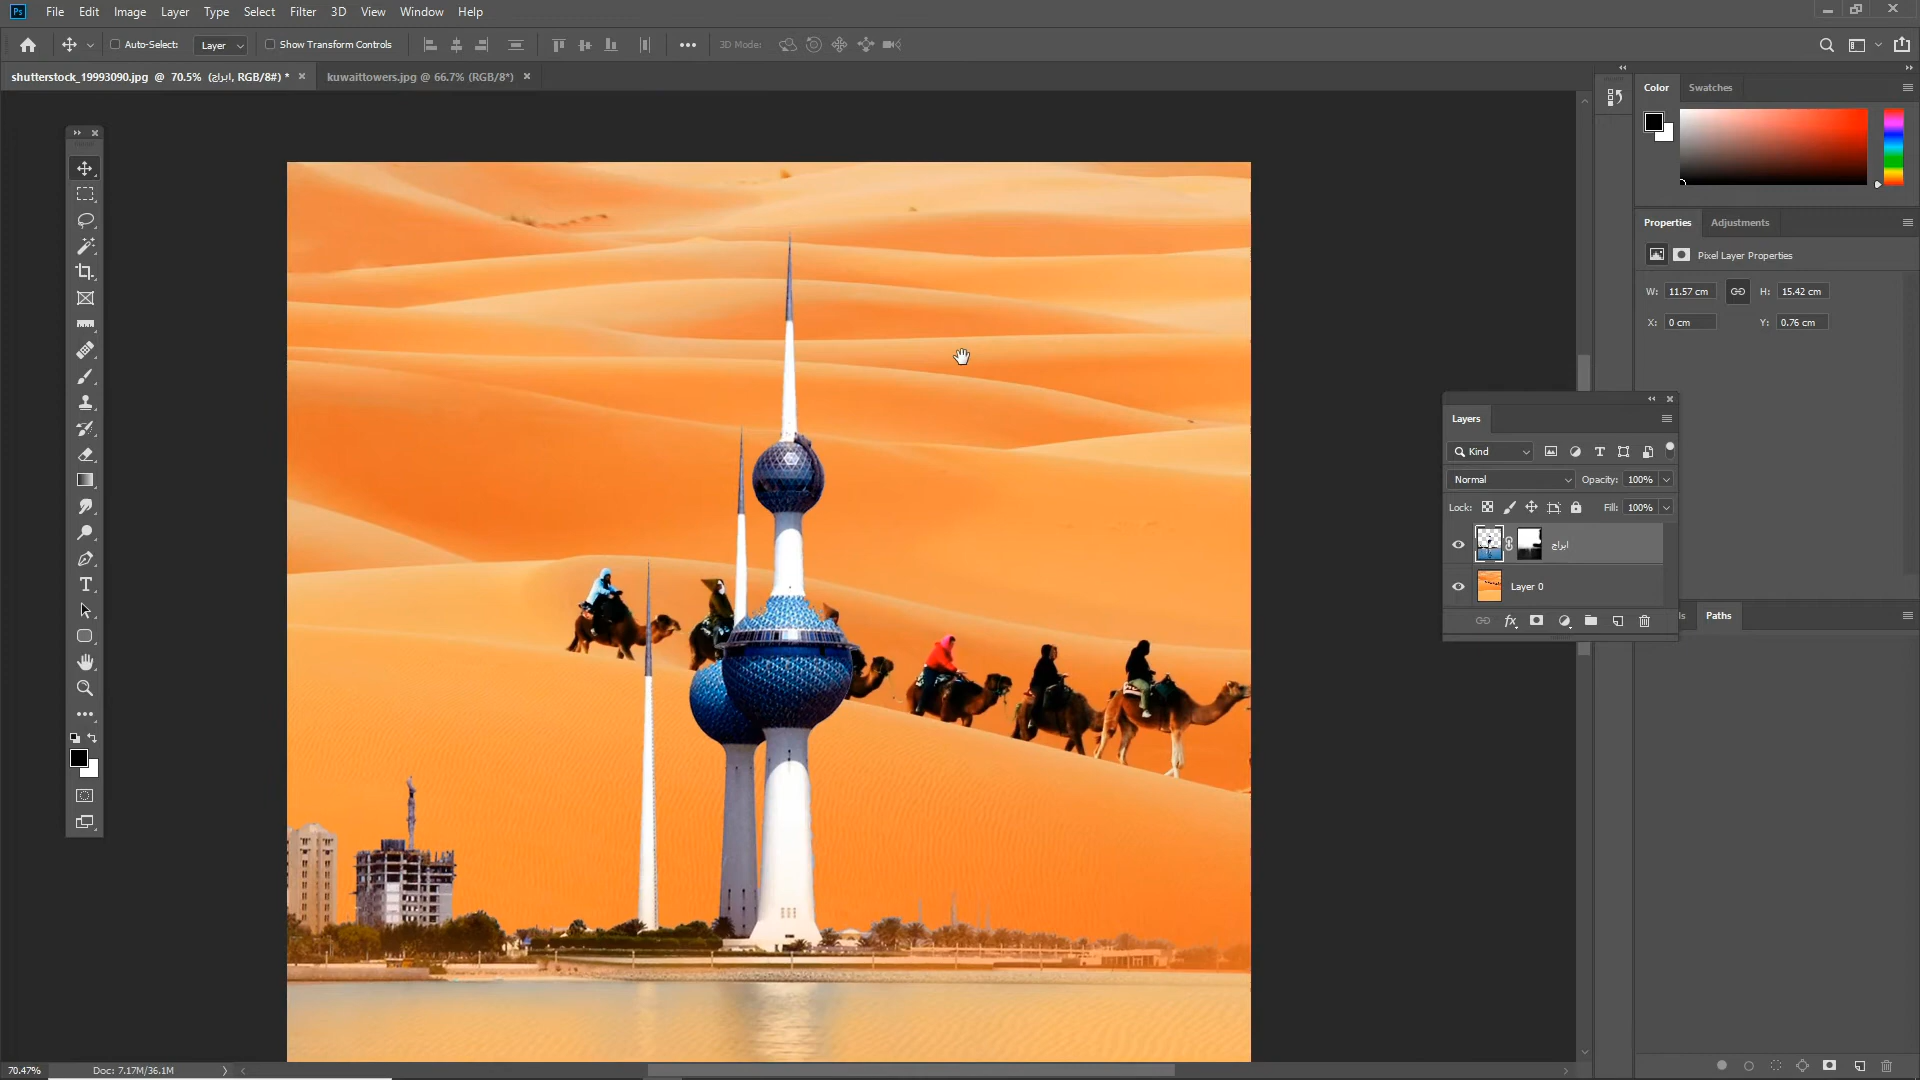 Ps File Edit Image Layer Type Select Filter 3D View Window Help
Auto-Select: Layer Show Transform Controls 3D Mode:
shutterstock_19993090.jpg @ 70.5% (ابراج, RGB/8#) * kuwaittowers.jpg @ 66.7% (RGB/8*)
Color Swatches
Properties Adjustments
Pixel Layer Properties
W: 11.57 cm H: 15.42 cm
X: 0 cm Y: 0.76 cm
Layers
Kind
Normal Opacity: 100%
Lock: Fill: 100%
ابراج
Layer 0
fx
Paths
70.47% Doc: 7.17M/36.1M